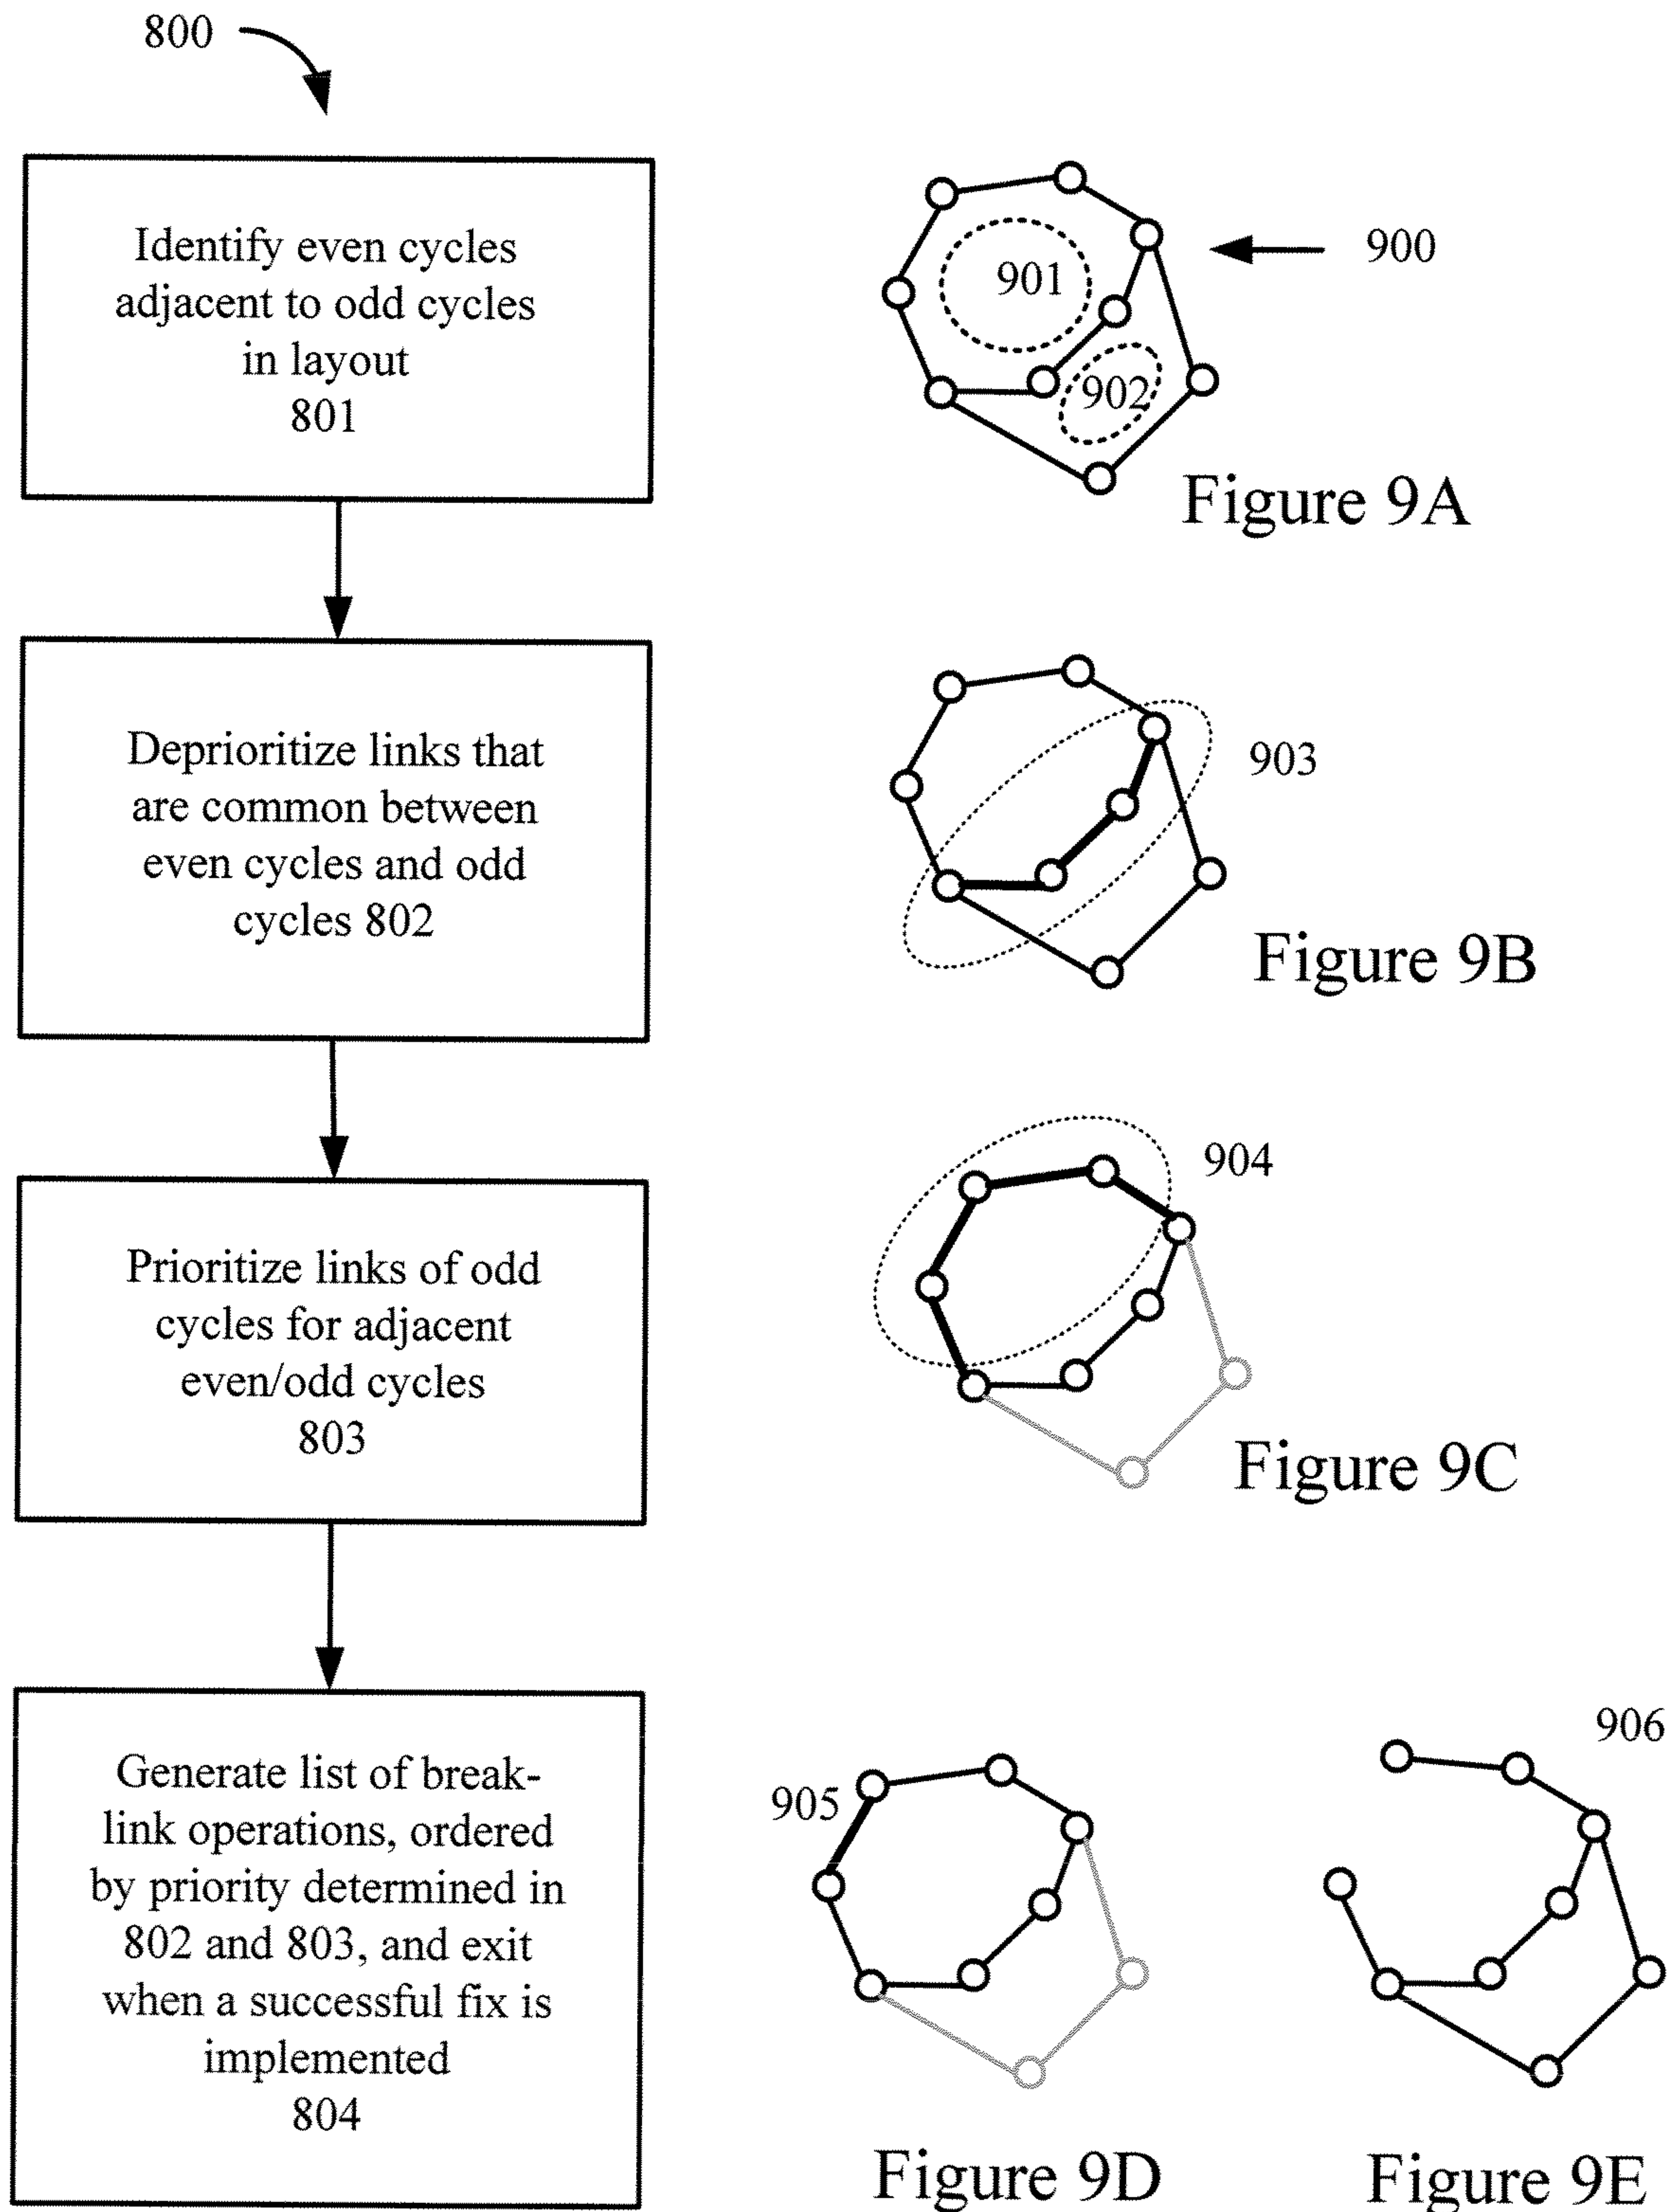 800
Identify even cycles
adjacent to odd cycles
in layout
801
901
902
900
Figure 9A
Deprioritize links that
are common between
even cycles and odd
cycles 802
903
Figure 9B
Prioritize links of odd
cycles for adjacent
even/odd cycles
803
904
Figure 9C
Generate list of break-
link operations, ordered
by priority determined in
802 and 803, and exit
when a successful fix is
implemented
804
905
Figure 9D
906
Figure 9E